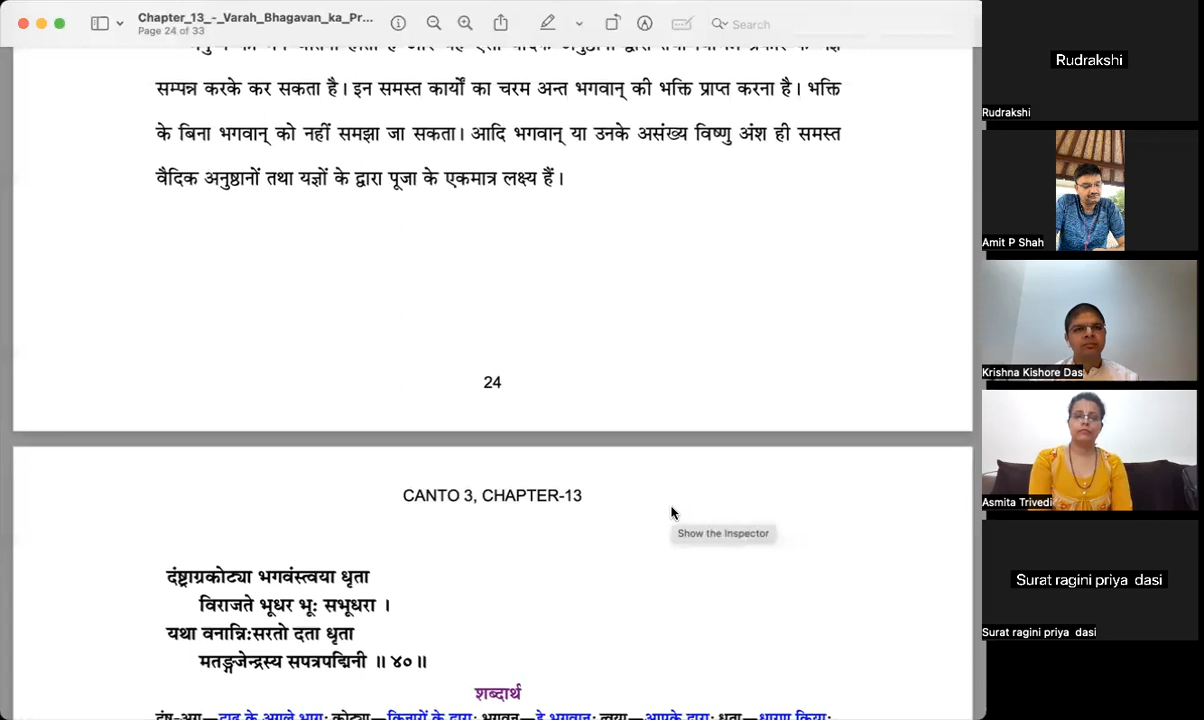 Chapter_13_-_Varah_Bhagavan_ka_Pr...
Page 24 of 33
Search
सम्पन्न करके कर सकता है। इन समस्त कार्यों का चरम अन्त भगवान् की भक्ति प्राप्त करना है। भक्ति
के बिना भगवान् को नहीं समझा जा सकता। आदि भगवान् या उनके असंख्य विष्णु अंश ही समस्त
वैदिक अनुष्ठानों तथा यज्ञों के द्वारा पूजा के एकमात्र लक्ष्य हैं।
24
CANTO 3, CHAPTER-13
Show the Inspector
दंष्ट्राग्रकोट्या भगवंस्त्वया धृता
विराजते भूधर भूः सभूधरा ।
यथा वनान्निःसरतो दता धृता
मतङ्गजेन्द्रस्य सपत्रपद्मिनी ॥ ४०॥
शब्दार्थ
Rudrakshi
Rudrakshi
Amit P Shah
Krishna Kishore Das
Asmita Trivedi
Surat ragini priya dasi
Surat ragini priya dasi